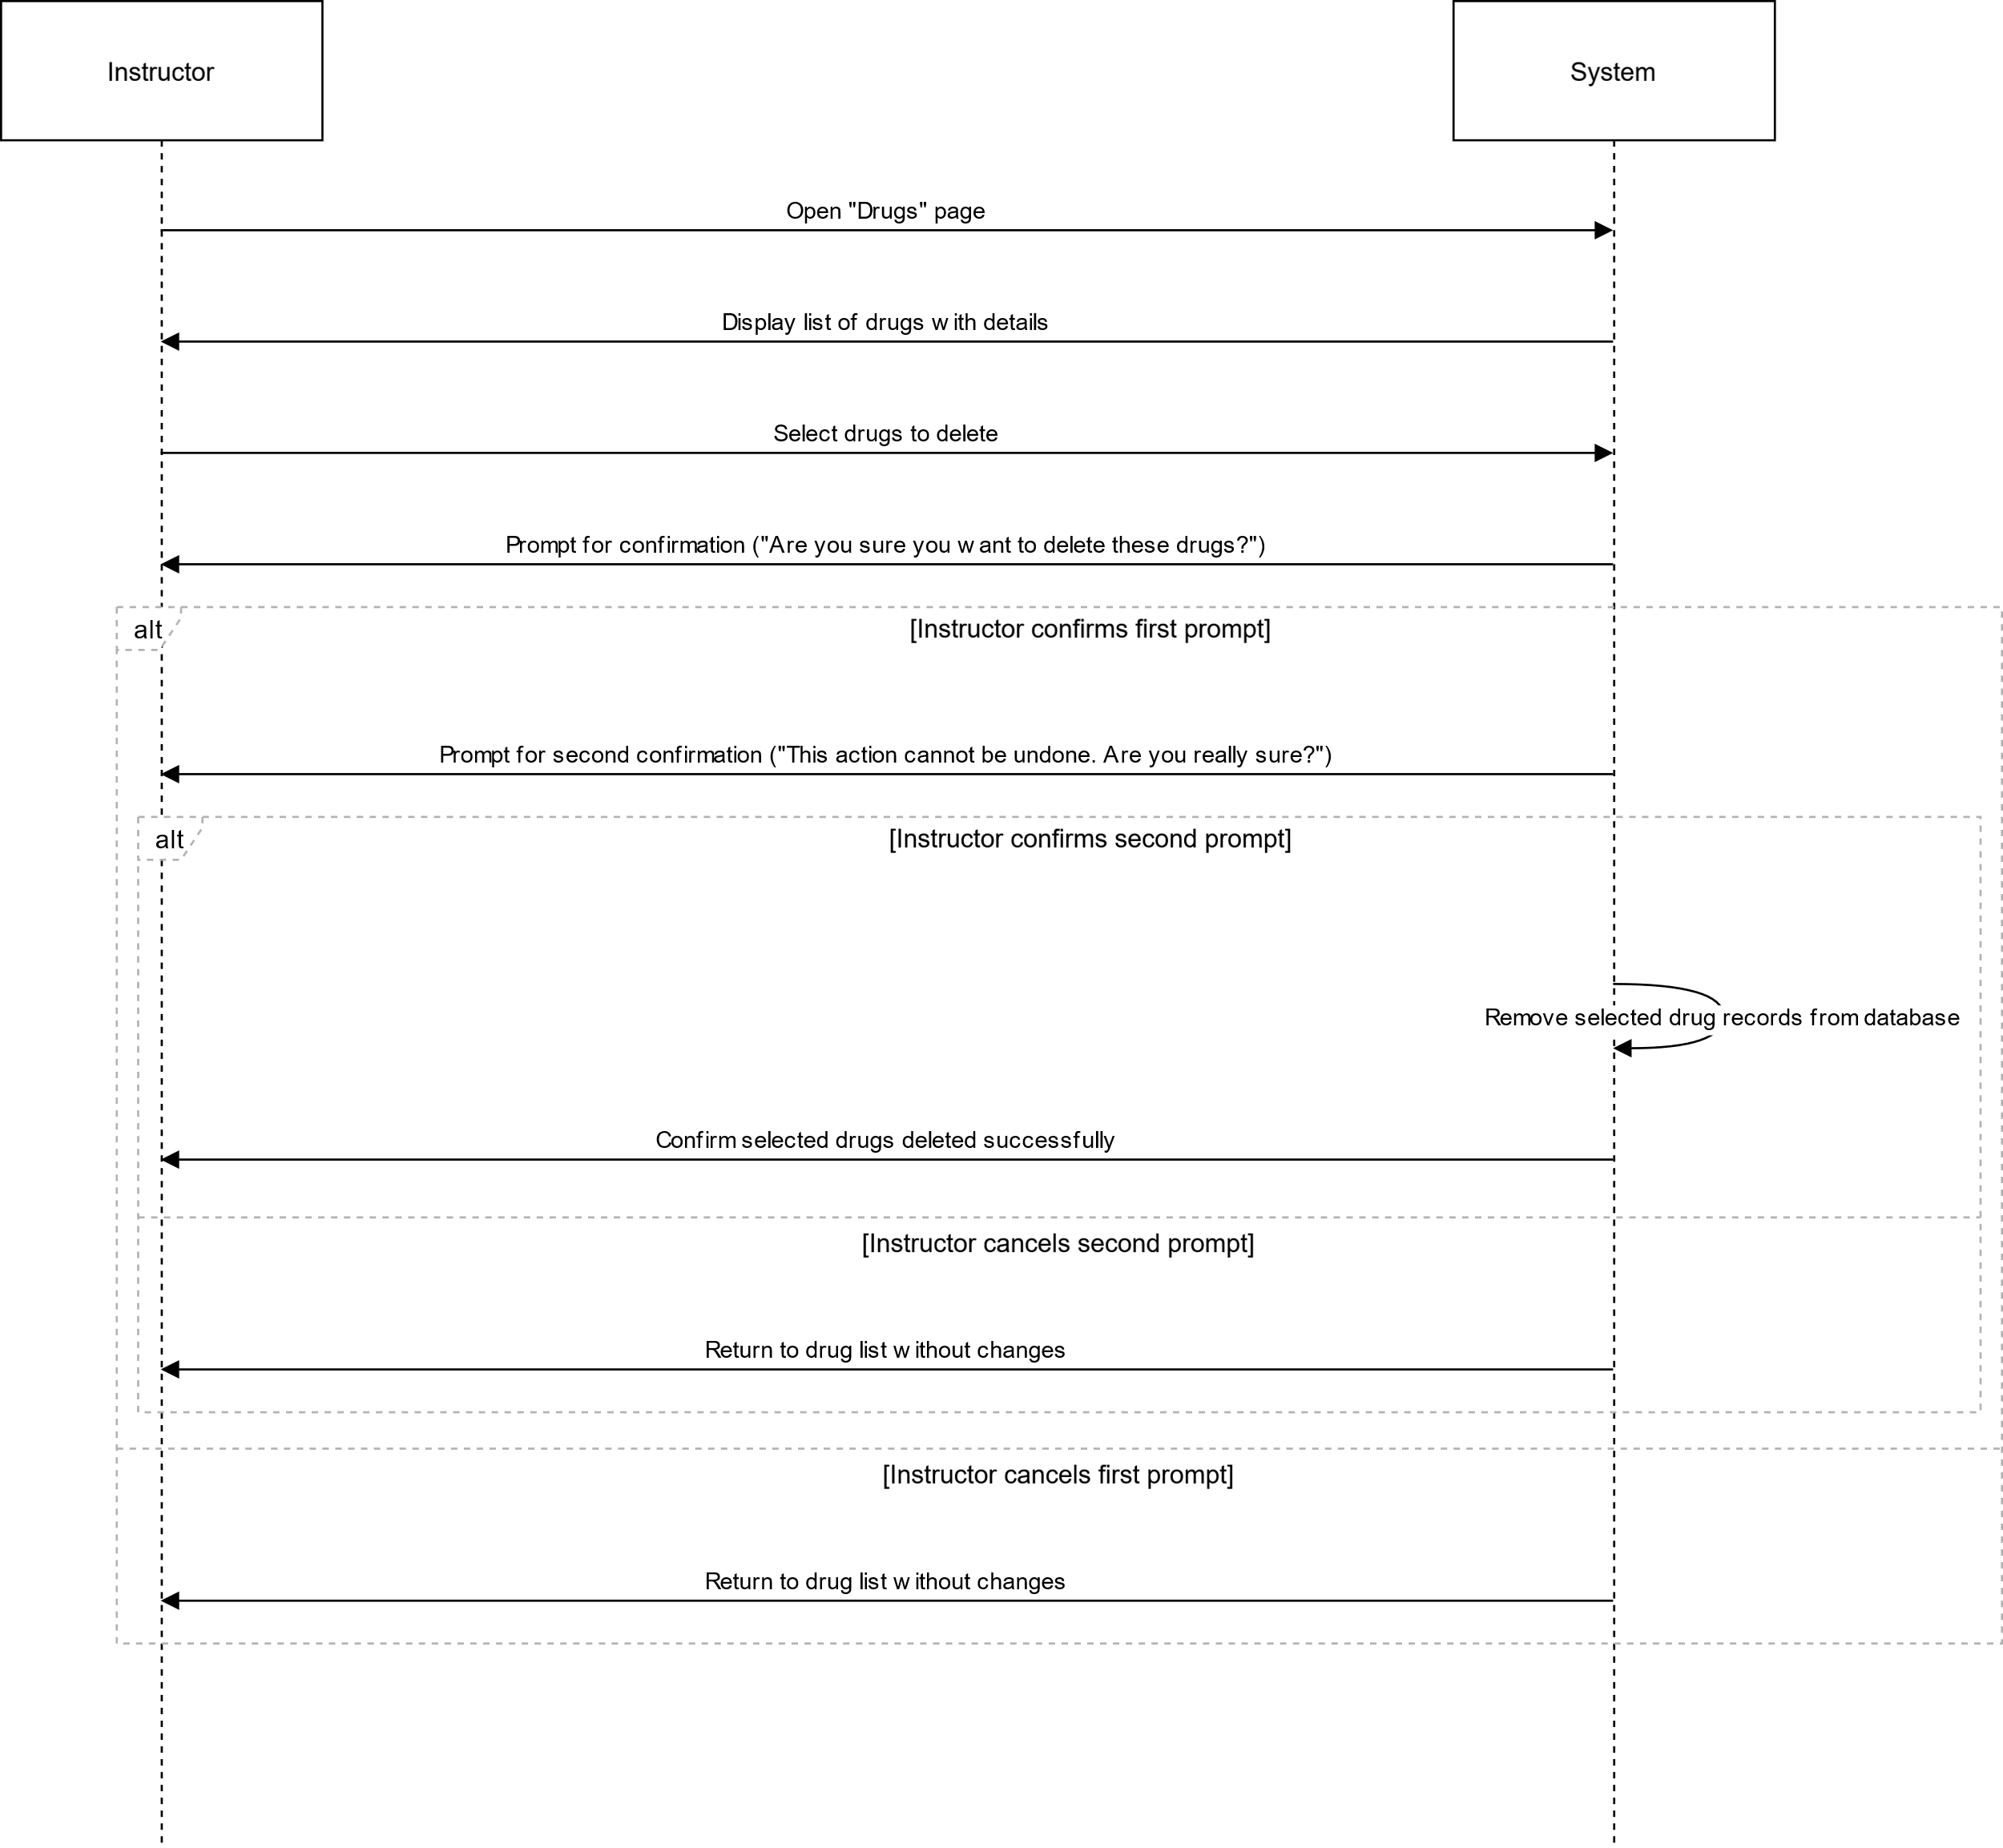 Instructor
System
Open "Drugs" page
Display list of drugs with details
Select drugs to delete
Prompt for confirmation ("Are you sure you want to delete these drugs?")
alt
[Instructor confirms first prompt]
Prompt for second confirmation ("This action cannot be undone. Are you really sure?")
alt
[Instructor confirms second prompt]
Remove selected drug records from database
Confirm selected drugs deleted successfully
[Instructor cancels second prompt]
Return to drug list without changes
[Instructor cancels first prompt]
Return to drug list without changes